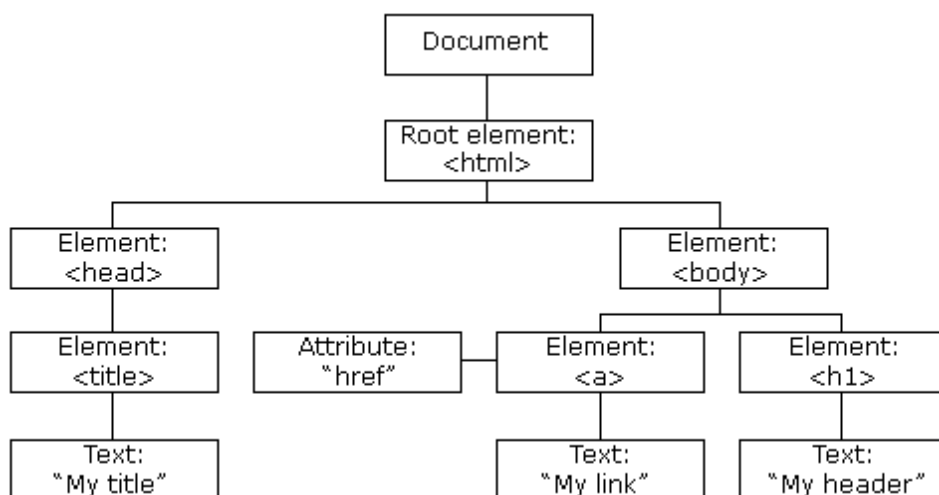 Document
Root element:
<html>
Element:
<head>
Element:
<body>
Element:
<title>
Attribute:
“href”
Element:
<a>
Element:
<h1>
Text:
“My title”
Text:
“My link”
Text:
“My header”